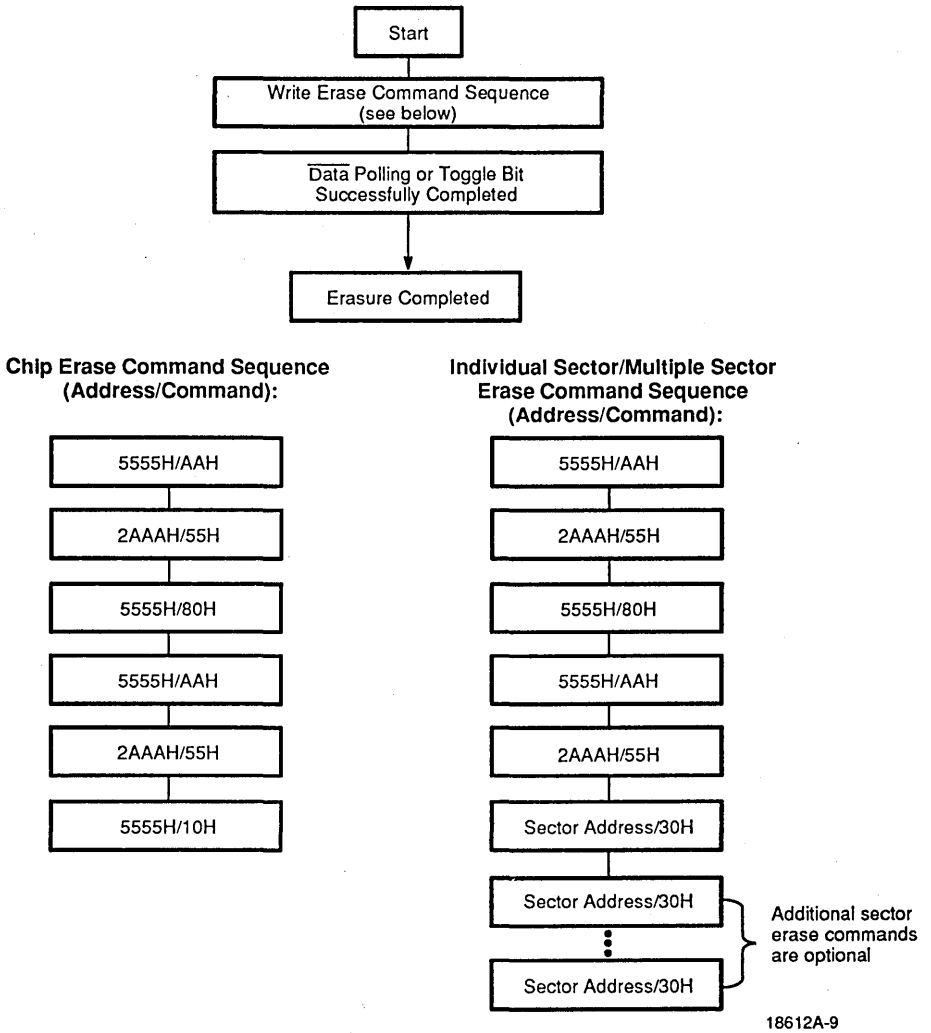 Start
Write Erase Command Sequence
(see below)
Data Polling or Toggle Bit
Successfully Completed
Erasure Completed
Chip Erase Command Sequence
(Address/Command):
5555H/AAH
2AAAH/55H
5555H/80H
5555H/AAH
2AAAH/55H
5555H/10H
Individual Sector/Multiple Sector
Erase Command Sequence
(Address/Command):
5555H/AAH
2AAAH/55H
5555H/80H
5555H/AAH
2AAAH/55H
Sector Address/30H
Sector Address/30H
Sector Address/30H
Additional sector
erase commands
are optional
18612A-9